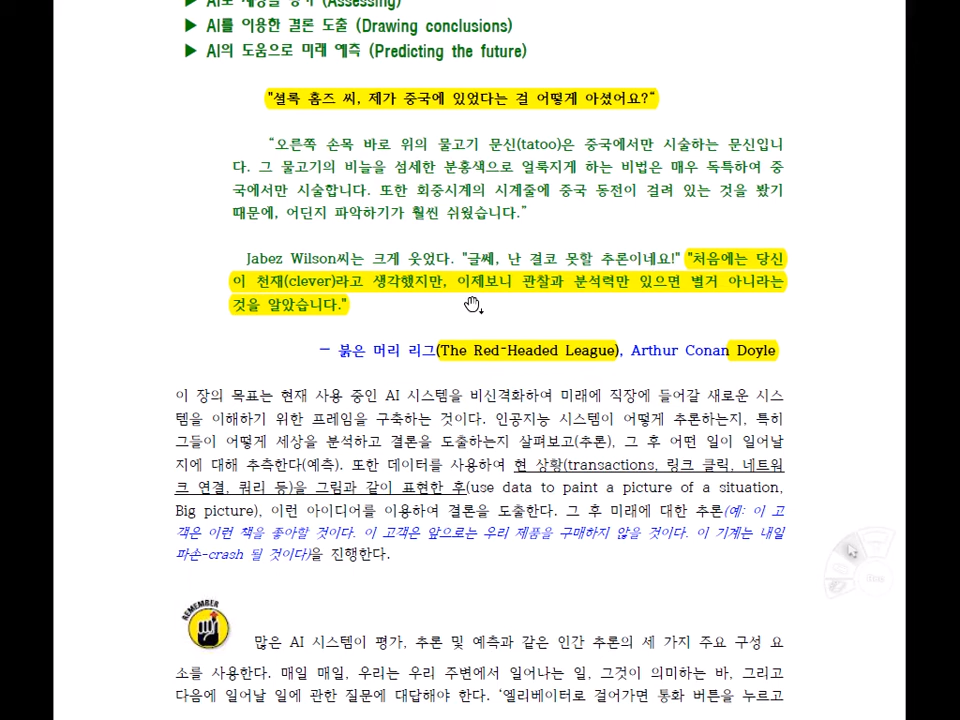 ▶ AI로 세상을 평가 (Assessing)
▶ AI를 이용한 결론 도출 (Drawing conclusions)
▶ AI의 도움으로 미래 예측 (Predicting the future)
"셜록 홈즈 씨, 제가 중국에 있었다는 걸 어떻게 아셨어요?“
“오른쪽 손목 바로 위의 물고기 문신(tatoo)은 중국에서만 시술하는 문신입니
다. 그 물고기의 비늘을 섬세한 분홍색으로 얼룩지게 하는 비법은 매우 독특하여 중
국에서만 시술합니다. 또한 회중시계의 시계줄에 중국 동전이 걸려 있는 것을 봤기
때문에, 어딘지 파악하기가 훨씬 쉬웠습니다.”
Jabez Wilson씨는 크게 웃었다. "글쎄, 난 결코 못할 추론이네요!" "처음에는 당신
이 천재(clever)라고 생각했지만, 이제보니 관찰과 분석력만 있으면 별거 아니라는
것을 알았습니다."
— 붉은 머리 리그(The Red-Headed League), Arthur Conan Doyle
이 장의 목표는 현재 사용 중인 AI 시스템을 비신격화하여 미래에 직장에 들어갈 새로운 시스
템을 이해하기 위한 프레임을 구축하는 것이다. 인공지능 시스템이 어떻게 추론하는지, 특히
그들이 어떻게 세상을 분석하고 결론을 도출하는지 살펴보고(추론), 그 후 어떤 일이 일어날
지에 대해 추측한다(예측). 또한 데이터를 사용하여 현 상황(transactions, 링크 클릭, 네트워
크 연결, 쿼리 등)을 그림과 같이 표현한 후(use data to paint a picture of a situation,
Big picture), 이런 아이디어를 이용하여 결론을 도출한다. 그 후 미래에 대한 추론(예: 이 고
객은 이런 책을 좋아할 것이다. 이 고객은 앞으로는 우리 제품을 구매하지 않을 것이다. 이 기계는 내일
파손-crash 될 것이다)을 진행한다.
REMEMBER
많은 AI 시스템이 평가, 추론 및 예측과 같은 인간 추론의 세 가지 주요 구성 요
소를 사용한다. 매일 매일, 우리는 우리 주변에서 일어나는 일, 그것이 의미하는 바, 그리고
다음에 일어날 일에 관한 질문에 대답해야 한다. ‘엘리베이터로 걸어가면 통화 버튼을 누르고